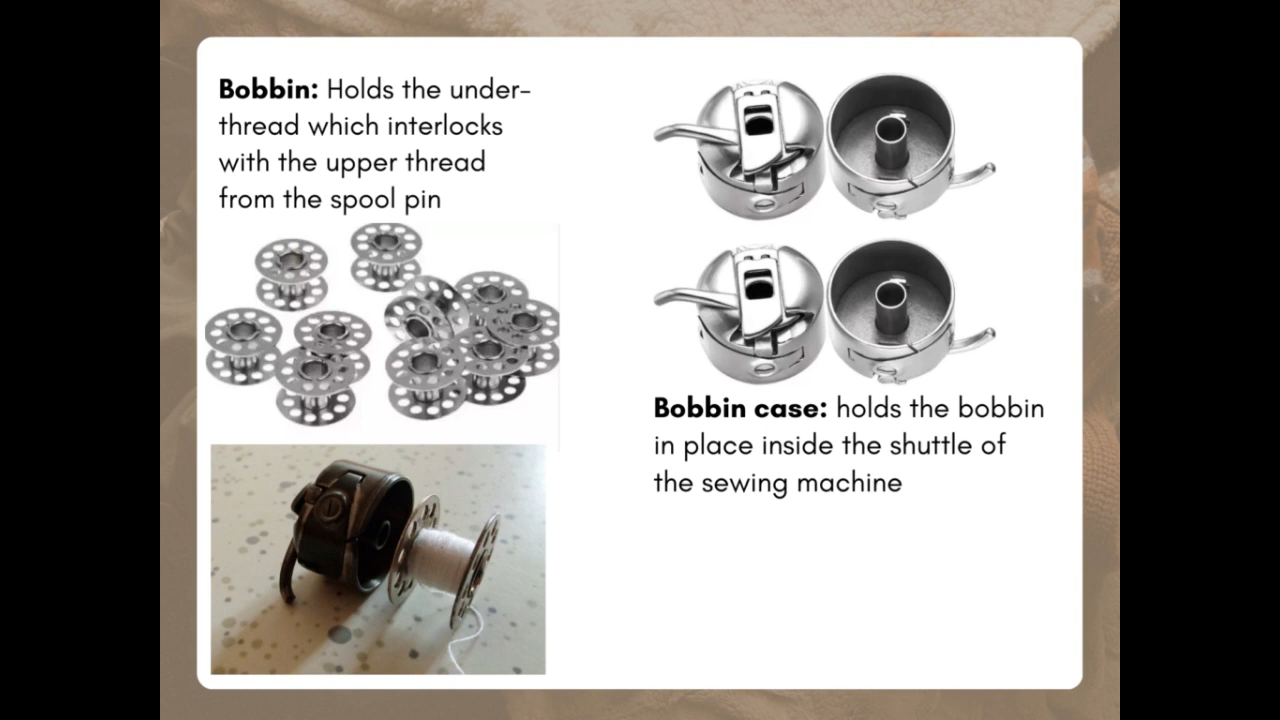 Bobbin: Holds the under-
thread which interlocks
with the upper thread
from the spool pin
Bobbin case: holds the bobbin
in place inside the shuttle of
the sewing machine